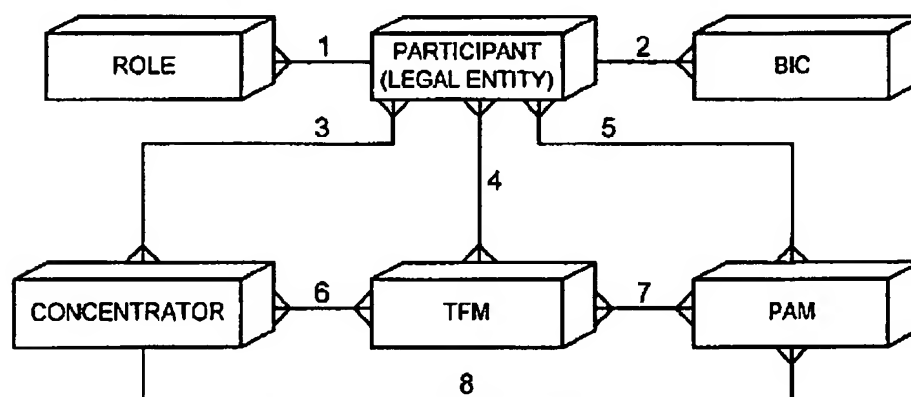 ROLE
1
PARTICIPANT
(LEGAL ENTITY)
2
BIC
3
4
5
CONCENTRATOR
6
TFM
7
PAM
8